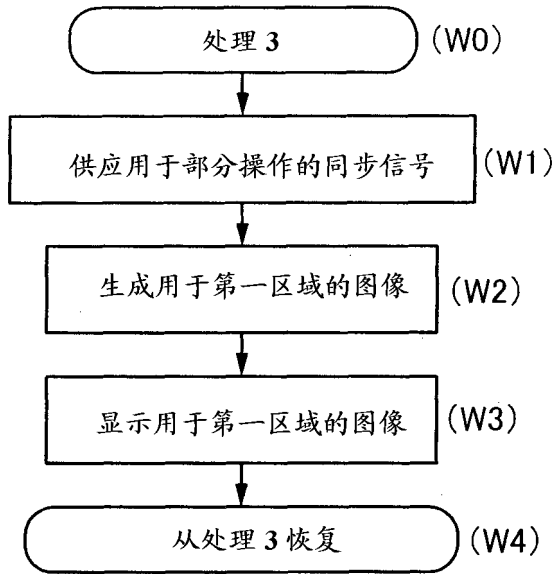 处理 3 (W0)
供应用于部分操作的同步信号 (W1)
生成用于第一区域的图像 (W2)
显示用于第一区域的图像 (W3)
从处理 3 恢复 (W4)